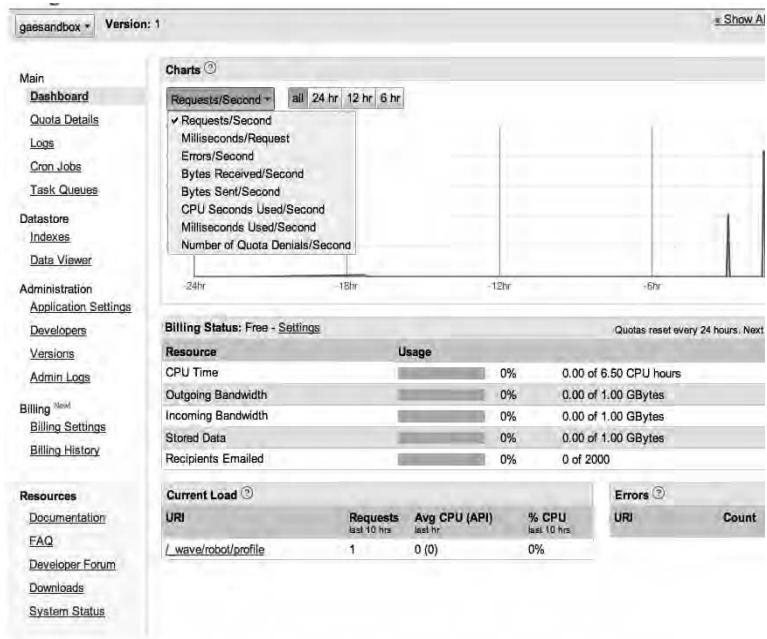 gaesandbox
Version: 1
« Show Al
Main
Dashboard
Quota Details
Logs
Cron Jobs
Task Queues
Datastore
Indexes
Data Viewer
Administration
Application Settings
Developers
Versions
Admin Logs
Billing New!
Billing Settings
Billing History
Resources
Documentation
FAQ
Developer Forum
Downloads
System Status
Charts ?
Requests/Second all 24 hr 12 hr 6 hr
✓ Requests/Second
Milliseconds/Request
Errors/Second
Bytes Received/Second
Bytes Sent/Second
CPU Seconds Used/Second
Milliseconds Used/Second
Number of Quota Denials/Second
-24hr -18hr -12hr -6hr
Billing Status: Free - Settings Quotas reset every 24 hours. Next
Resource Usage
CPU Time 0% 0.00 of 6.50 CPU hours
Outgoing Bandwidth 0% 0.00 of 1.00 GBytes
Incoming Bandwidth 0% 0.00 of 1.00 GBytes
Stored Data 0% 0.00 of 1.00 GBytes
Recipients Emailed 0% 0 of 2000
Current Load ?
URI Requests last 10 hrs Avg CPU (API) last hr % CPU last 10 hrs
/_wave/robot/profile 1 0 (0) 0%
Errors ?
URI Count